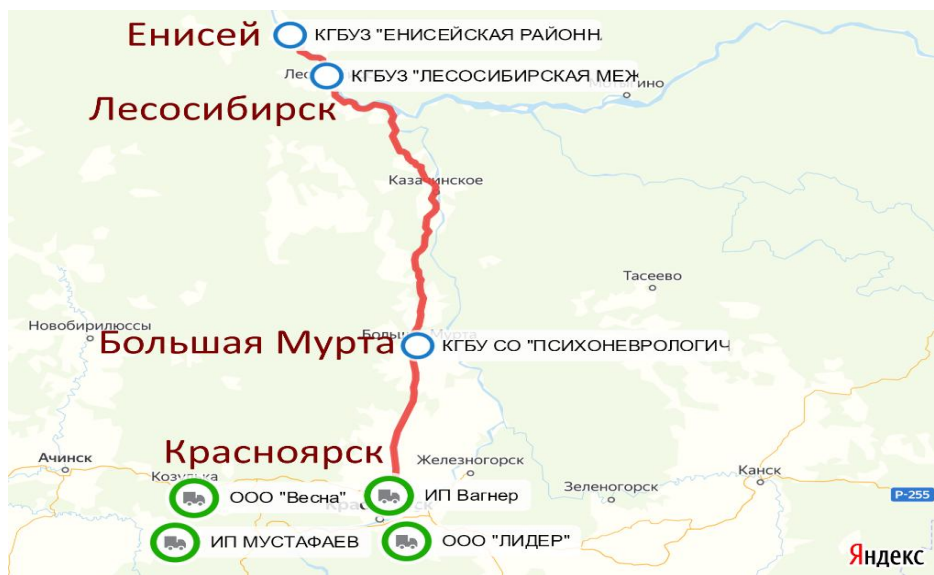 Енисей
КГБУЗ "ЕНИСЕЙСКАЯ РАЙОНН
КГБУЗ "ЛЕСОСИБИРСКАЯ МЕЖ
Лесосибирск
Казачинское
Тасеево
Новобирилюссы
Большая Мурта
КГБУ СО "ПСИХОНЕВРОЛОГИЧ
Красноярск
Ачинск
Железногорск
Канск
Зеленогорск
ООО "Весна"
ИП Вагнер
Р-255
ИП МУСТАФАЕВ
ООО "ЛИДЕР"
Яндекс